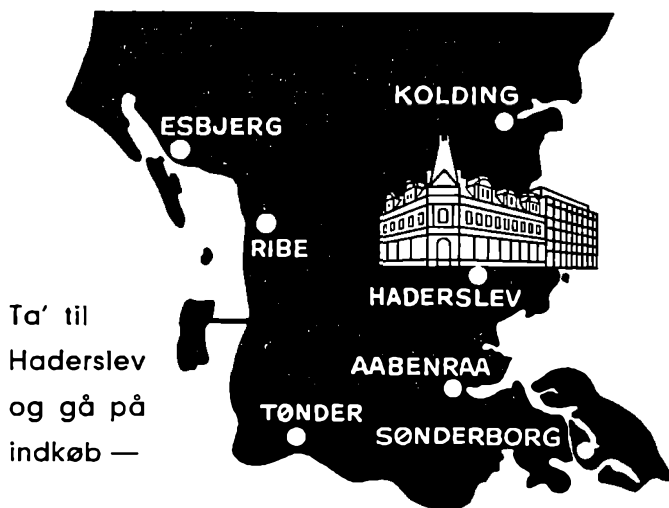 KOLDING
ESBJERG
RIBE
HADERSLEV
Ta' til
Haderslev
og gå på
indkøb —
AABENRAA
TØNDER
SØNDERBORG